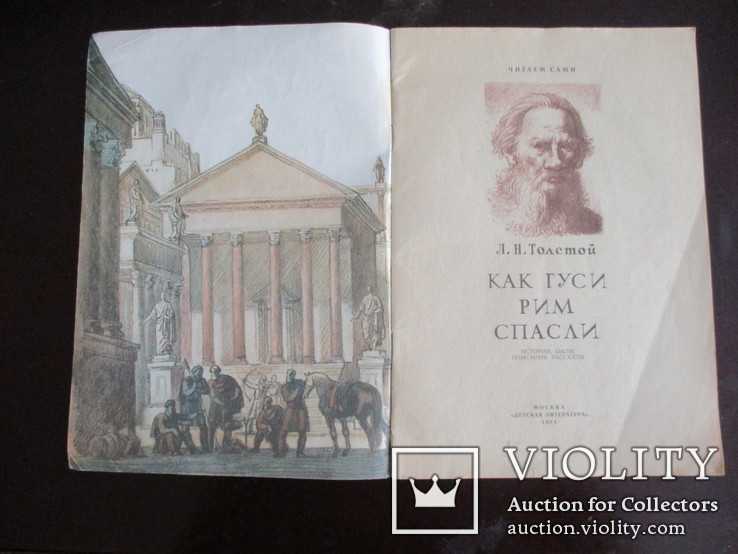 ЧИТАЕМ САМИ
Л. Н. Толстой
КАК ГУСИ
РИМ
СПАСЛИ
МОСКВА
«ДЕТСКАЯ ЛИТЕРАТУРА»
VIOLITY
Auction for Collectors
auction.violity.com